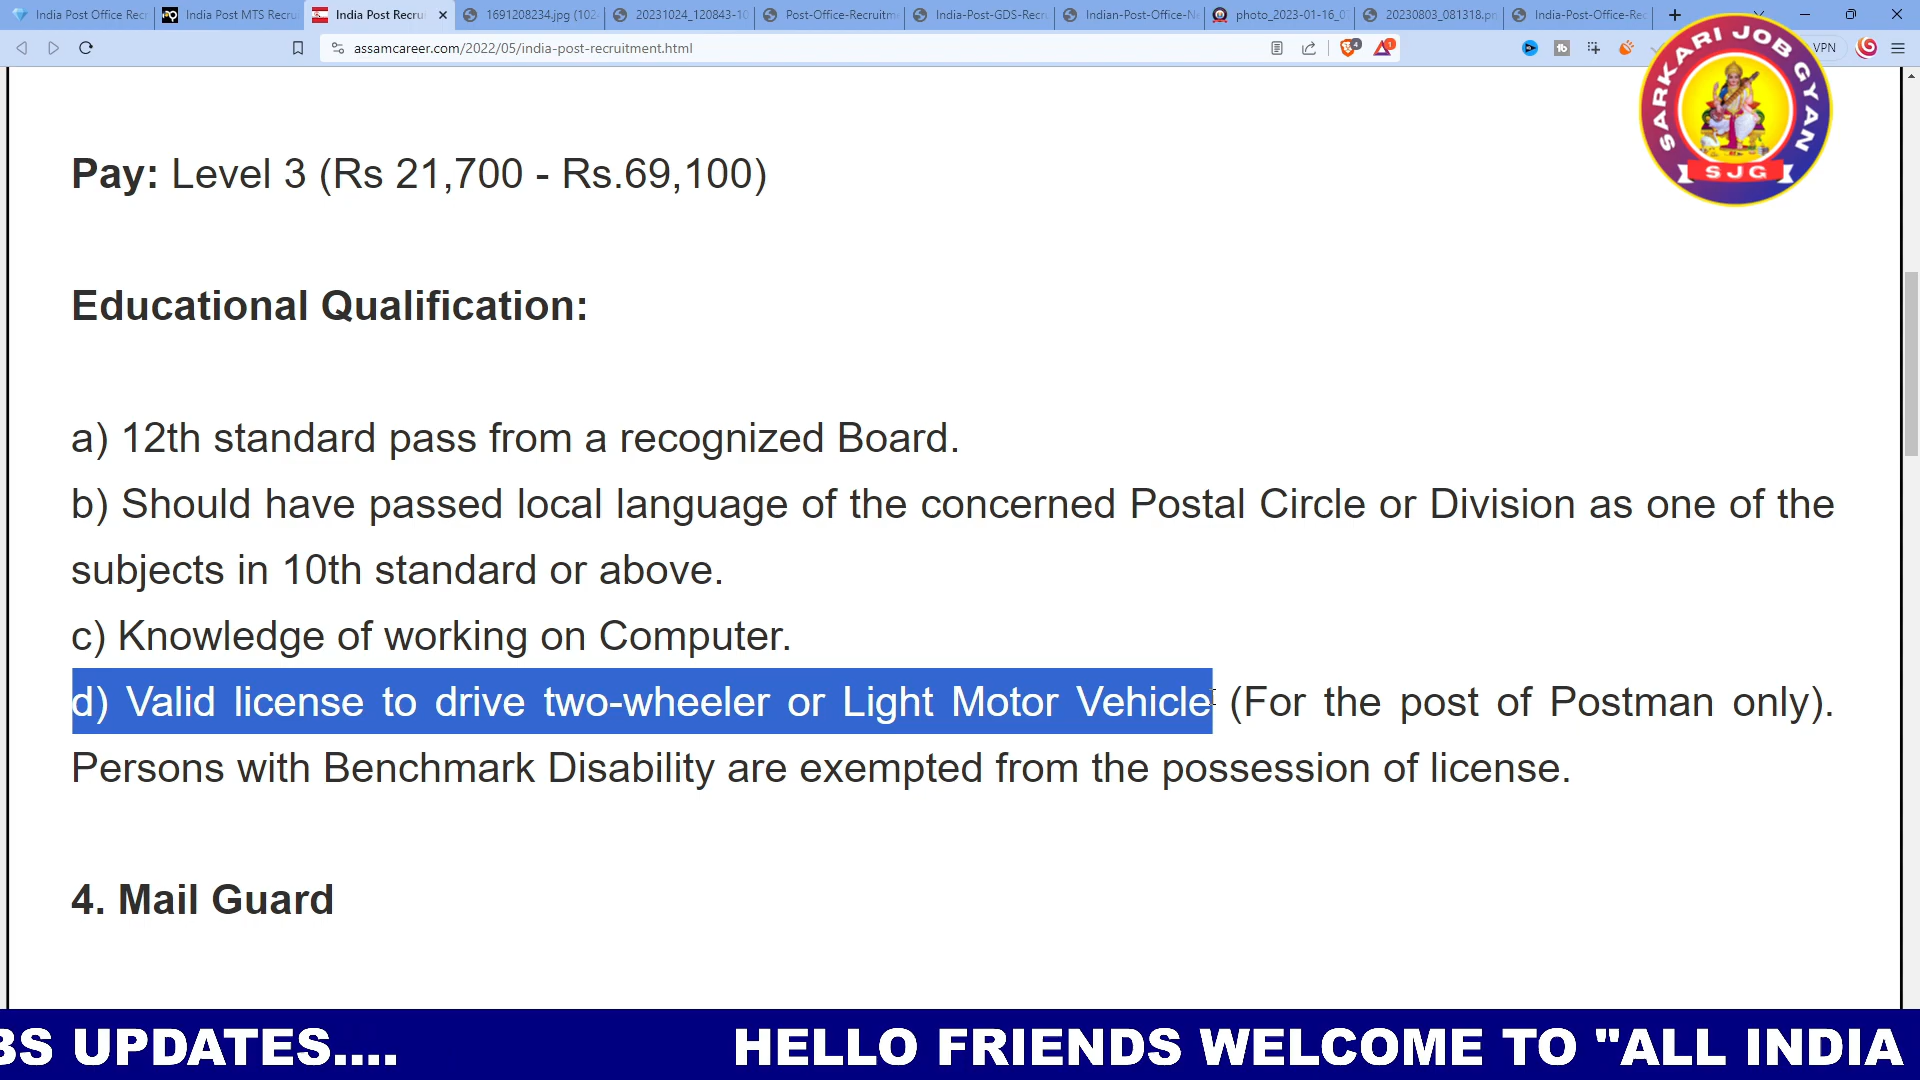 India Post Office Rec
India Post MTS Recru
India Post Recru
1691208234.jpg (102
20231024_120843-10
Post-Office-Recruitm
India-Post-GDS-Recr
Indian-Post-Office-N
photo_2023-01-16_0
20230803_081318.pn
India-Post-Office-Rec
assamcareer.com/2022/05/india-post-recruitment.html
VPN
SARKARI JOB GYAN
SJG
Pay: Level 3 (Rs 21,700 - Rs.69,100)
Educational Qualification:
a) 12th standard pass from a recognized Board.
b) Should have passed local language of the concerned Postal Circle or Division as one of the
subjects in 10th standard or above.
c) Knowledge of working on Computer.
d) Valid license to drive two-wheeler or Light Motor Vehicle (For the post of Postman only).
Persons with Benchmark Disability are exempted from the possession of license.
4. Mail Guard
BS UPDATES.... HELLO FRIENDS WELCOME TO "ALL INDIA